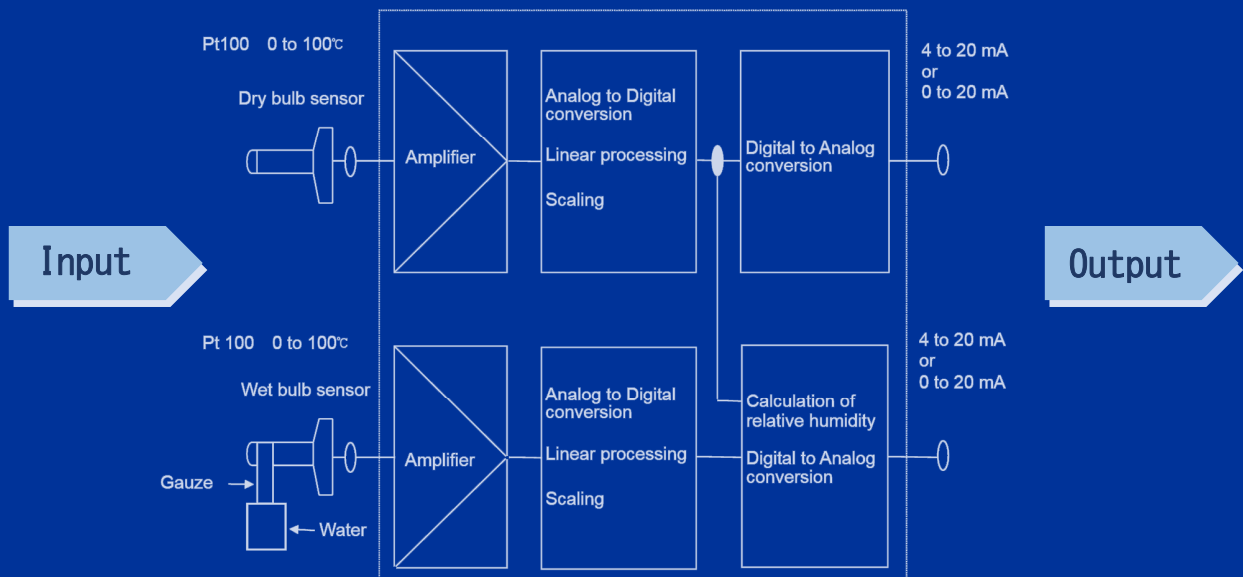 Pt100 0 to 100℃
4 to 20 mA
or
0 to 20 mA
Dry bulb sensor
Amplifier
Analog to Digital
conversion
Linear processing
Scaling
Digital to Analog
conversion
Input
Output
Pt 100 0 to 100℃
4 to 20 mA
or
0 to 20 mA
Wet bulb sensor
Gauze
Water
Amplifier
Analog to Digital
conversion
Linear processing
Scaling
Calculation of
relative humidity
Digital to Analog
conversion